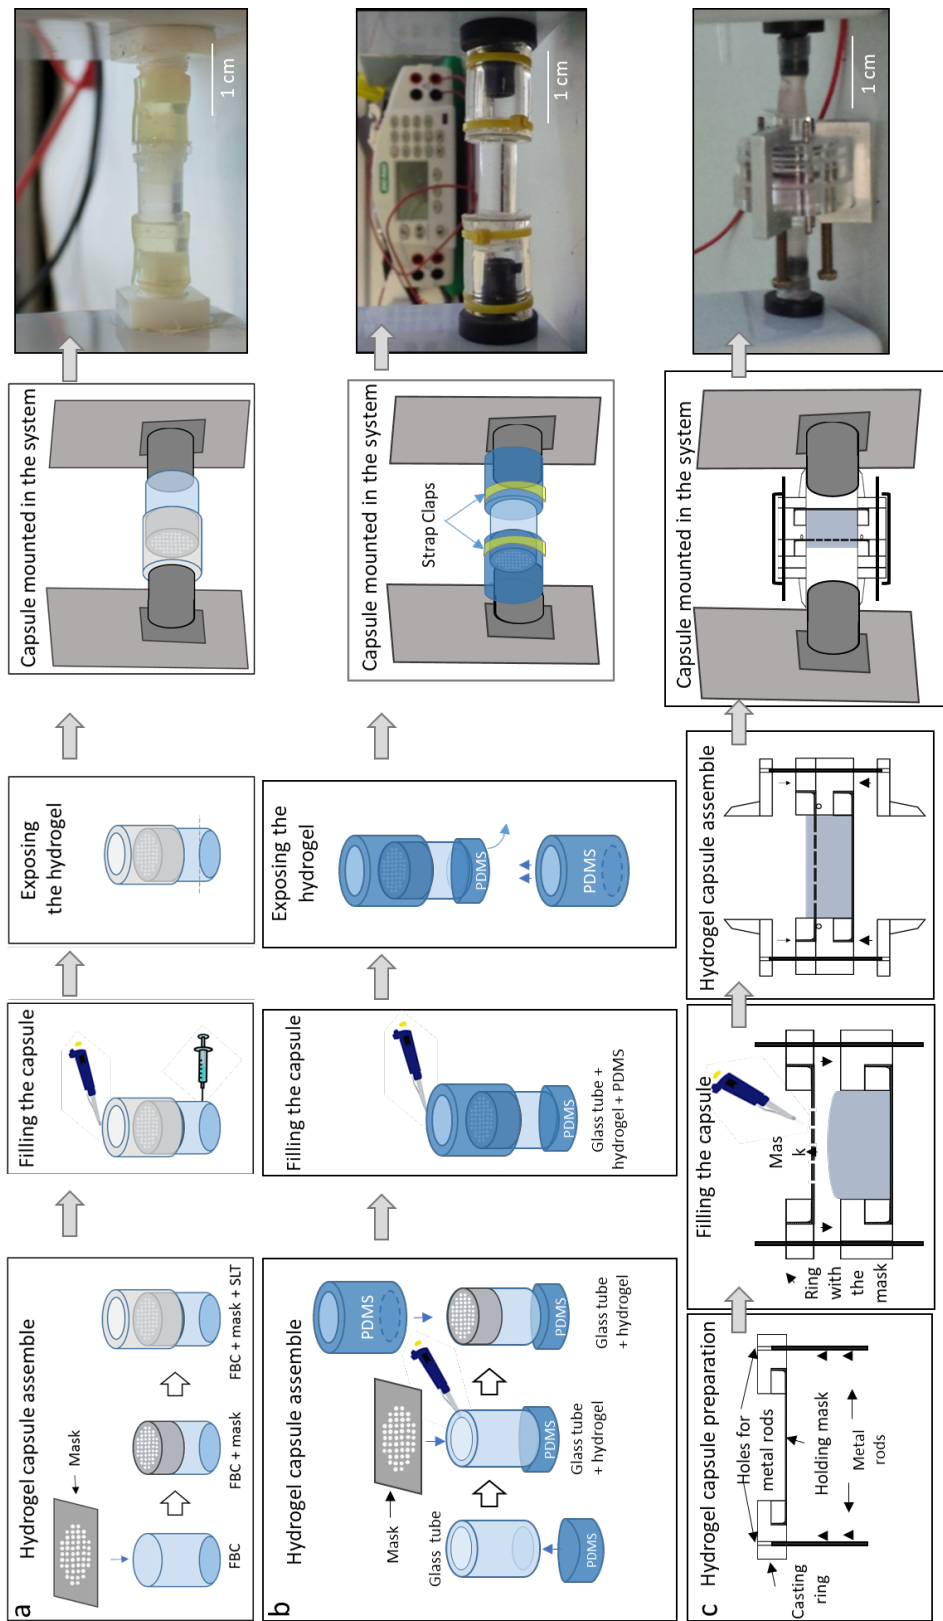 a
Hydrogel capsule assemble
Mask
FBC
FBC + mask
FBC + mask + SLT
Filling the capsule
Exposing
the hydrogel
Capsule mounted in the system
1 cm
b
Hydrogel capsule assemble
Mask
Glass tube
PDMS
PDMS
Glass tube
+ hydrogel
PDMS
PDMS
Glass tube
+ hydrogel
Filling the capsule
PDMS
Glass tube +
hydrogel + PDMS
Exposing the
hydrogel
PDMS
PDMS
Capsule mounted in the system
Strap Claps
1 cm
c
Hydrogel capsule preparation
Casting
ring
Holes for
metal rods
Holding mask
Metal
rods
Filling the capsule
Ring
with
the
mask
Mas
k
Hydrogel capsule assemble
Capsule mounted in the system
1 cm